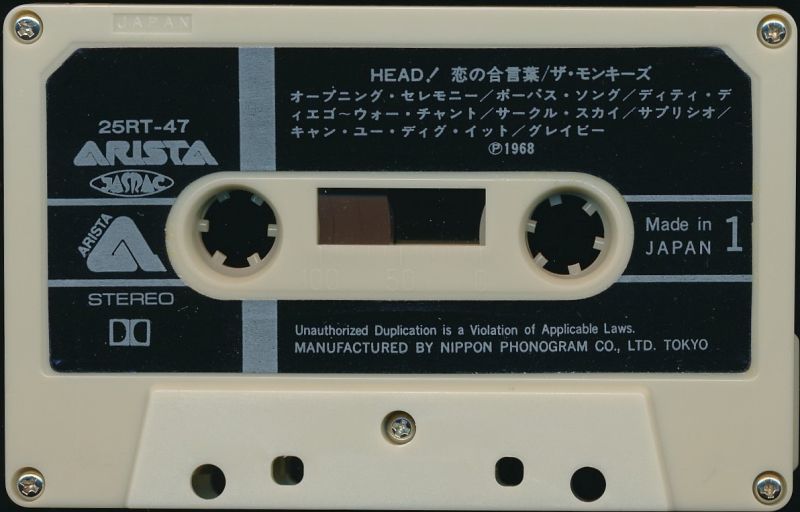 JAPAN
HEAD! 恋の合言葉/ザ・モンキーズ
オープニング・セレモニー/ポーパス・ソング/ディティ・デ
ィエゴ~ウォー・チャント/サークル・スカイ/サプリシオ/
キャン・ユー・ディグ・イット/グレイビー
Ⓟ1968
25RT-47
ARISTA
JASRAC
ARISTA
Made in
JAPAN
1
100 50 0
STEREO
Unauthorized Duplication is a Violation of Applicable Laws.
MANUFACTURED BY NIPPON PHONOGRAM CO., LTD. TOKYO